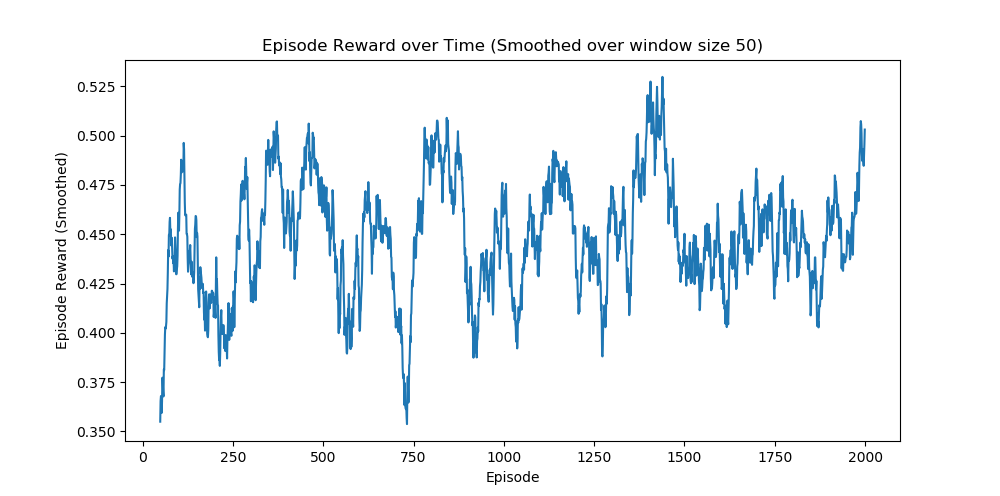 Episode Reward over Time (Smoothed over window size 50)
Episode Reward (Smoothed)
0.525
0.500
0.475
0.450
0.425
0.400
0.375
0.350
0 250 500 750 1000 1250 1500 1750 2000
Episode